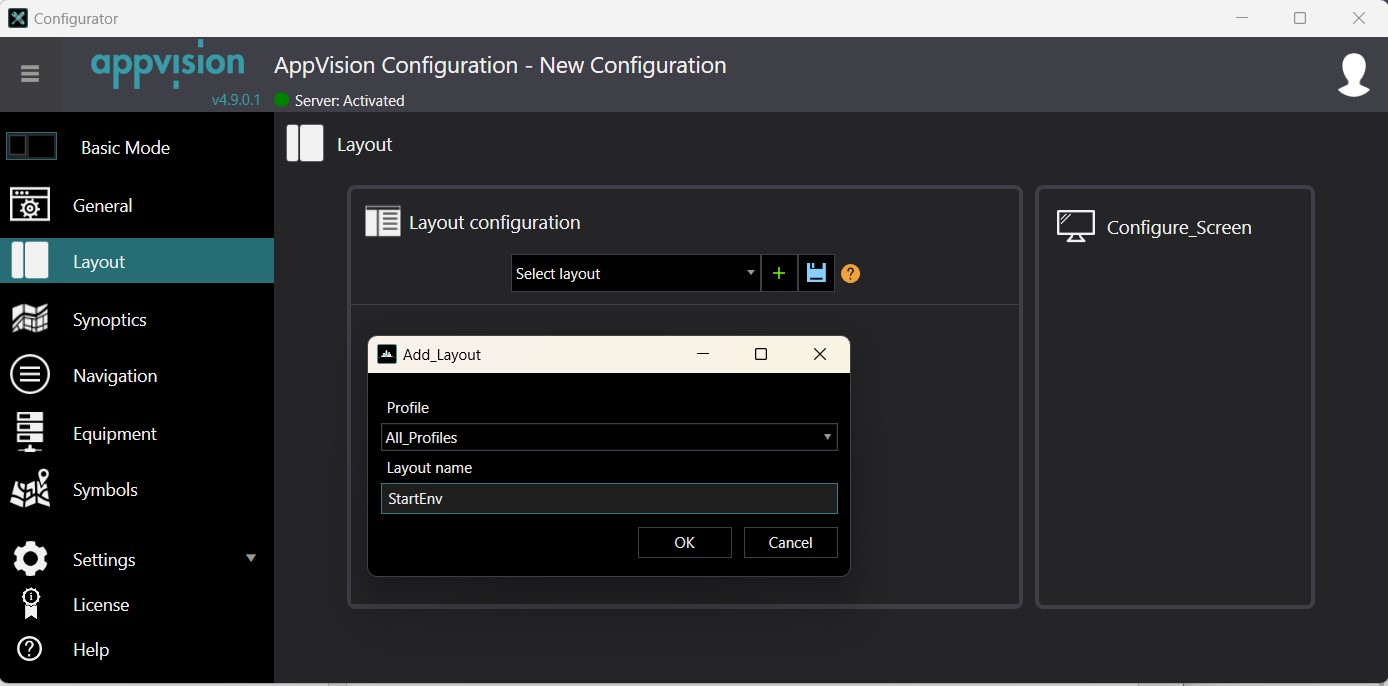 Configurator
appvision
v4.9.0.1
AppVision Configuration - New Configuration
Server: Activated
Basic Mode
General
Layout
Synoptics
Navigation
Equipment
Symbols
Settings
License
Help
Layout
Layout configuration
Select layout
+
?
Configure_Screen
Add_Layout
Profile
All_Profiles
Layout name
StartEnv
OK
Cancel